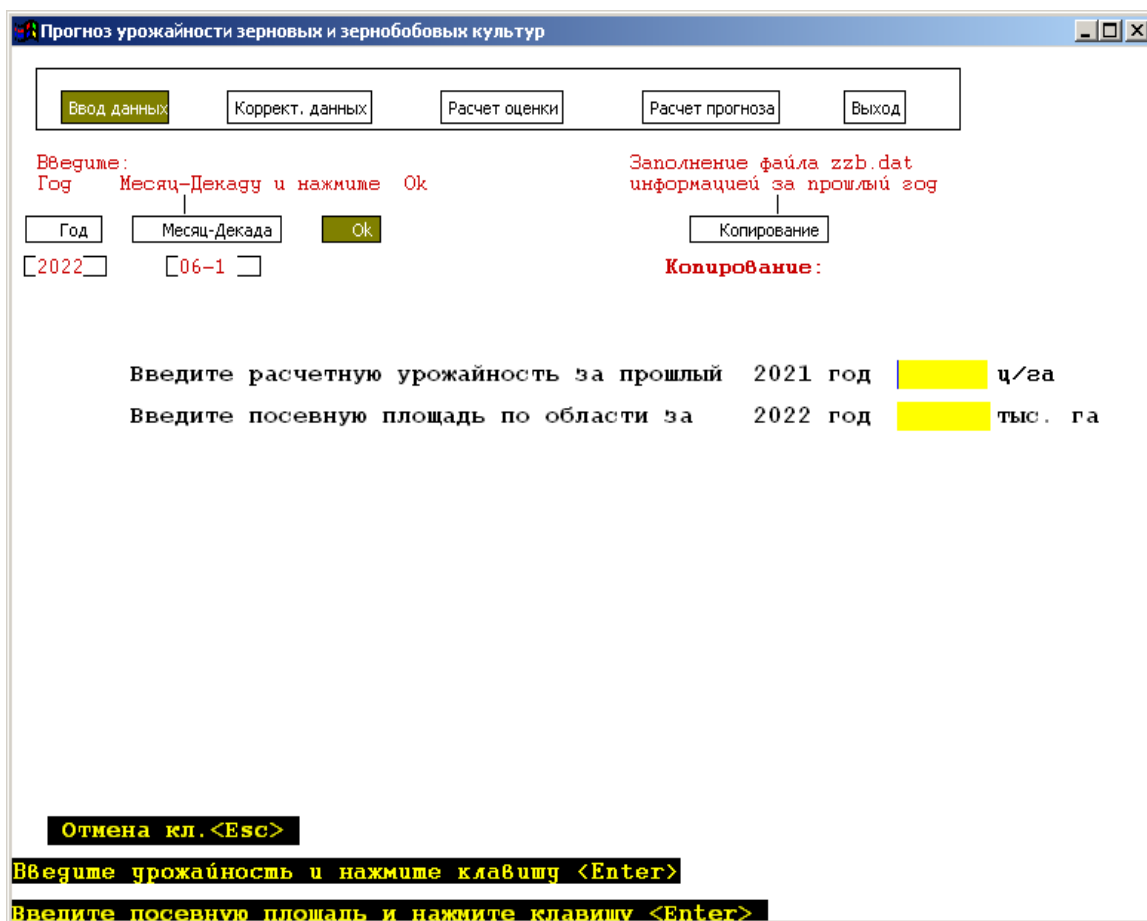 Прогноз урожайности зерновых и зернобобовых культур
Ввод данных Коррект. данных Расчет оценки Расчет прогноза Выход
Введите: Заполнение файла zzb.dat
Год Месяц-Декаду и нажмите Ok информацией за прошлый год
Год Месяц-Декада Ok Копирование
2022 06-1 Копирование:
Введите расчетную урожайность за прошлый 2021 год ц/га
Введите посевную площадь по области за 2022 год тыс. га
Отмена кл.<Esc>
Введите урожайность и нажмите клавишу <Enter>
Введите посевную площадь и нажмите клавишу <Enter>